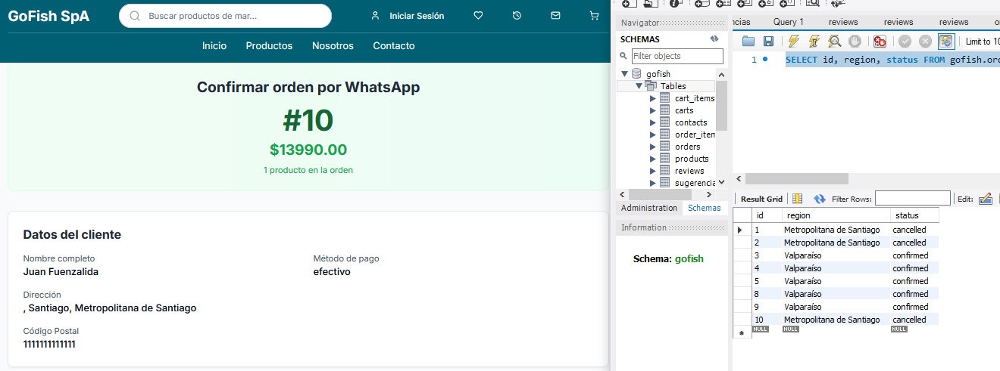 GoFish SpA
Buscar productos de mar...
Iniciar Sesión
Inicio Productos Nosotros Contacto
Confirmar orden por WhatsApp
#10
$13990.00
1 producto en la orden
Datos del cliente
Nombre completo
Juan Fuenzalida
Método de pago
efectivo
Dirección
, Santiago, Metropolitana de Santiago
Código Postal
1111111111111
Navigator
SCHEMAS
Filter objects
gofish
Tables
cart_items
carts
contacts
order_item
orders
products
reviews
sugerencia
Administration Schemas
Information
Schema: gofish
ncias Query 1 reviews reviews reviews
Limit to 10
1 SELECT id, region, status FROM gofish.ord
Result Grid Filter Rows: Edit:
id region status
1 Metropolitana de Santiago cancelled
2 Metropolitana de Santiago cancelled
3 Valparaíso confirmed
4 Valparaíso confirmed
5 Valparaíso confirmed
8 Valparaíso confirmed
9 Valparaíso confirmed
10 Metropolitana de Santiago cancelled
NULL NULL NULL